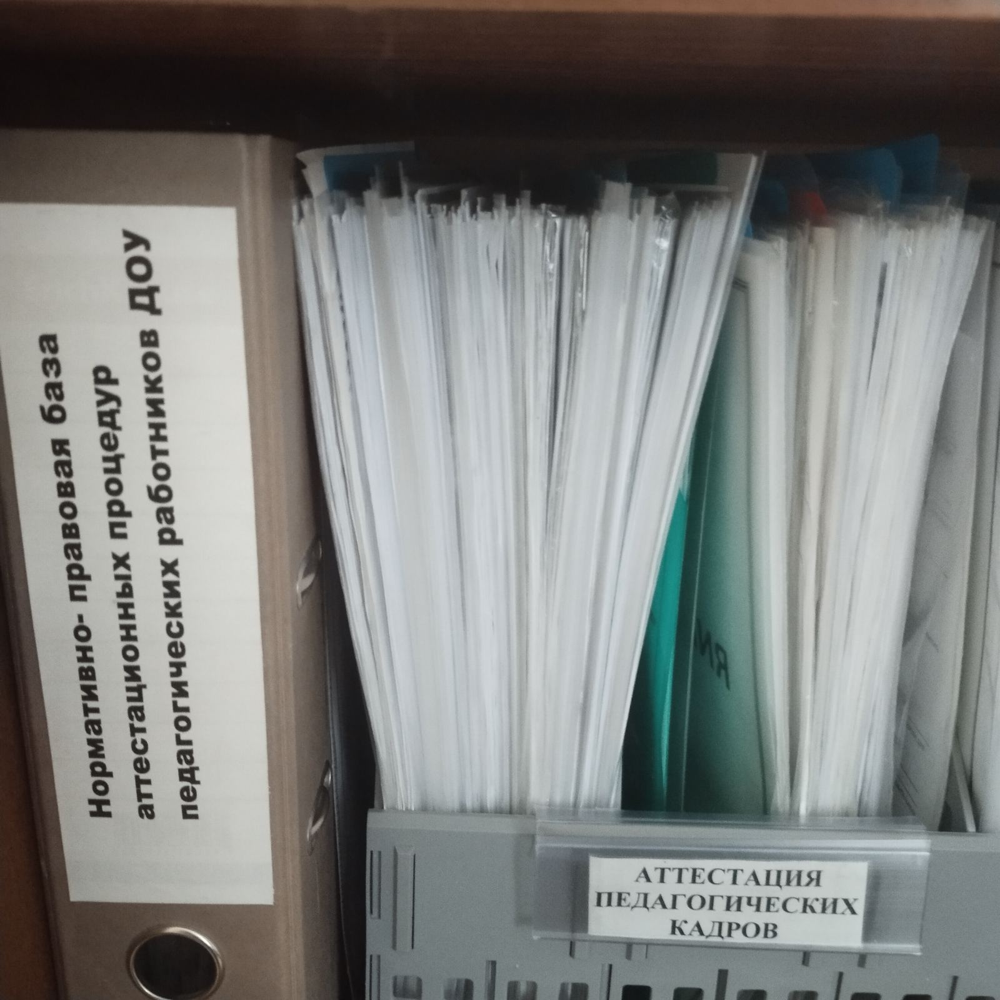 Нормативно- правовая база
аттестационных процедур
педагогических работников ДОУ
АТТЕСТАЦИЯ
ПЕДАГОГИЧЕСКИХ
КАДРОВ